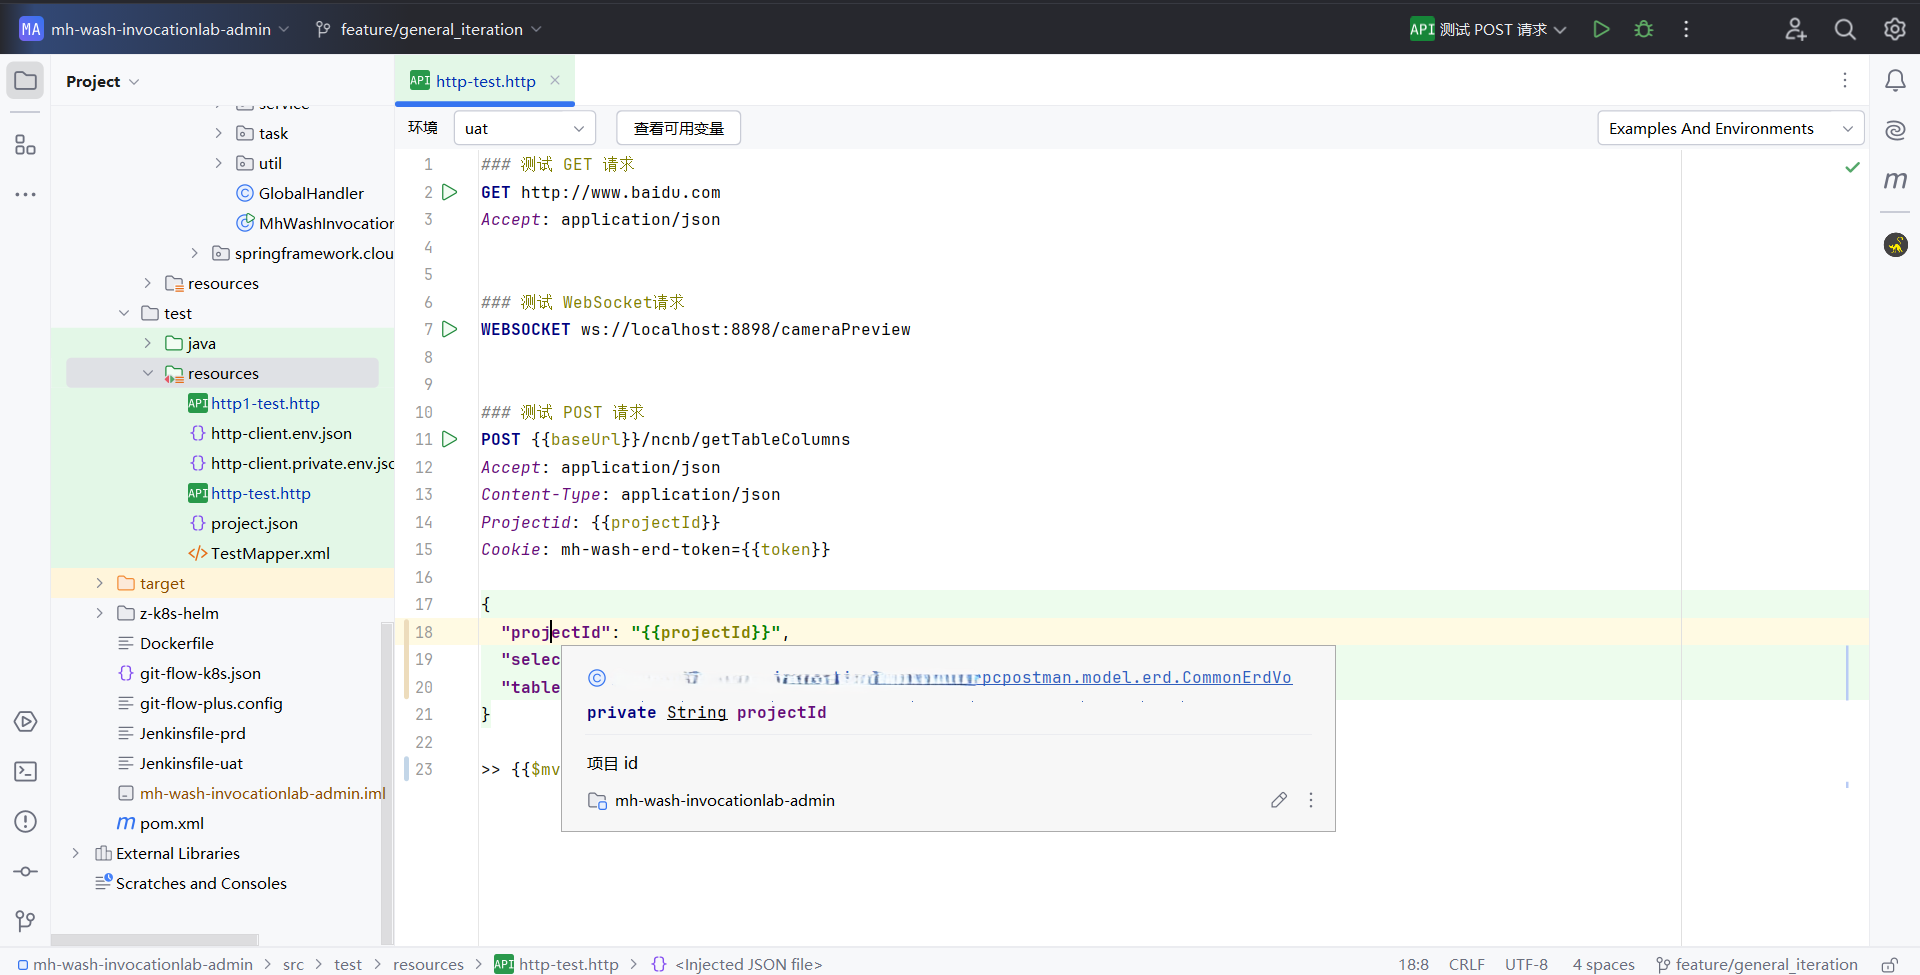 MA mh-wash-invocationlab-admin feature/general_iteration API 测试 POST 请求
Project
API http-test.http
service
task
util
GlobalHandler
MhWashInvocation
springframework.clou
resources
test
java
resources
API http1-test.http
http-client.env.json
http-client.private.env.jsc
API http-test.http
project.json
TestMapper.xml
target
z-k8s-helm
Dockerfile
git-flow-k8s.json
git-flow-plus.config
Jenkinsfile-prd
Jenkinsfile-uat
mh-wash-invocationlab-admin.iml
pom.xml
External Libraries
Scratches and Consoles
环境 uat 查看可用变量 Examples And Environments
1 ### 测试 GET 请求
2 GET http://www.baidu.com
3 Accept: application/json
4
5
6 ### 测试 WebSocket请求
7 WEBSOCKET ws://localhost:8898/cameraPreview
8
9
10 ### 测试 POST 请求
11 POST {{baseUrl}}/ncnb/getTableColumns
12 Accept: application/json
13 Content-Type: application/json
14 Projectid: {{projectId}}
15 Cookie: mh-wash-erd-token={{token}}
16
17 {
18 "projectId": "{{projectId}}",
19 "selec
20 "table
21 }
22
23 >> {{$mv
pcpostman.model.erd.CommonErdVo
private String projectId
项目 id
mh-wash-invocationlab-admin
mh-wash-invocationlab-admin > src > test > resources > API http-test.http > {} <Injected JSON file>
18:8 CRLF UTF-8 4 spaces feature/general_iteration